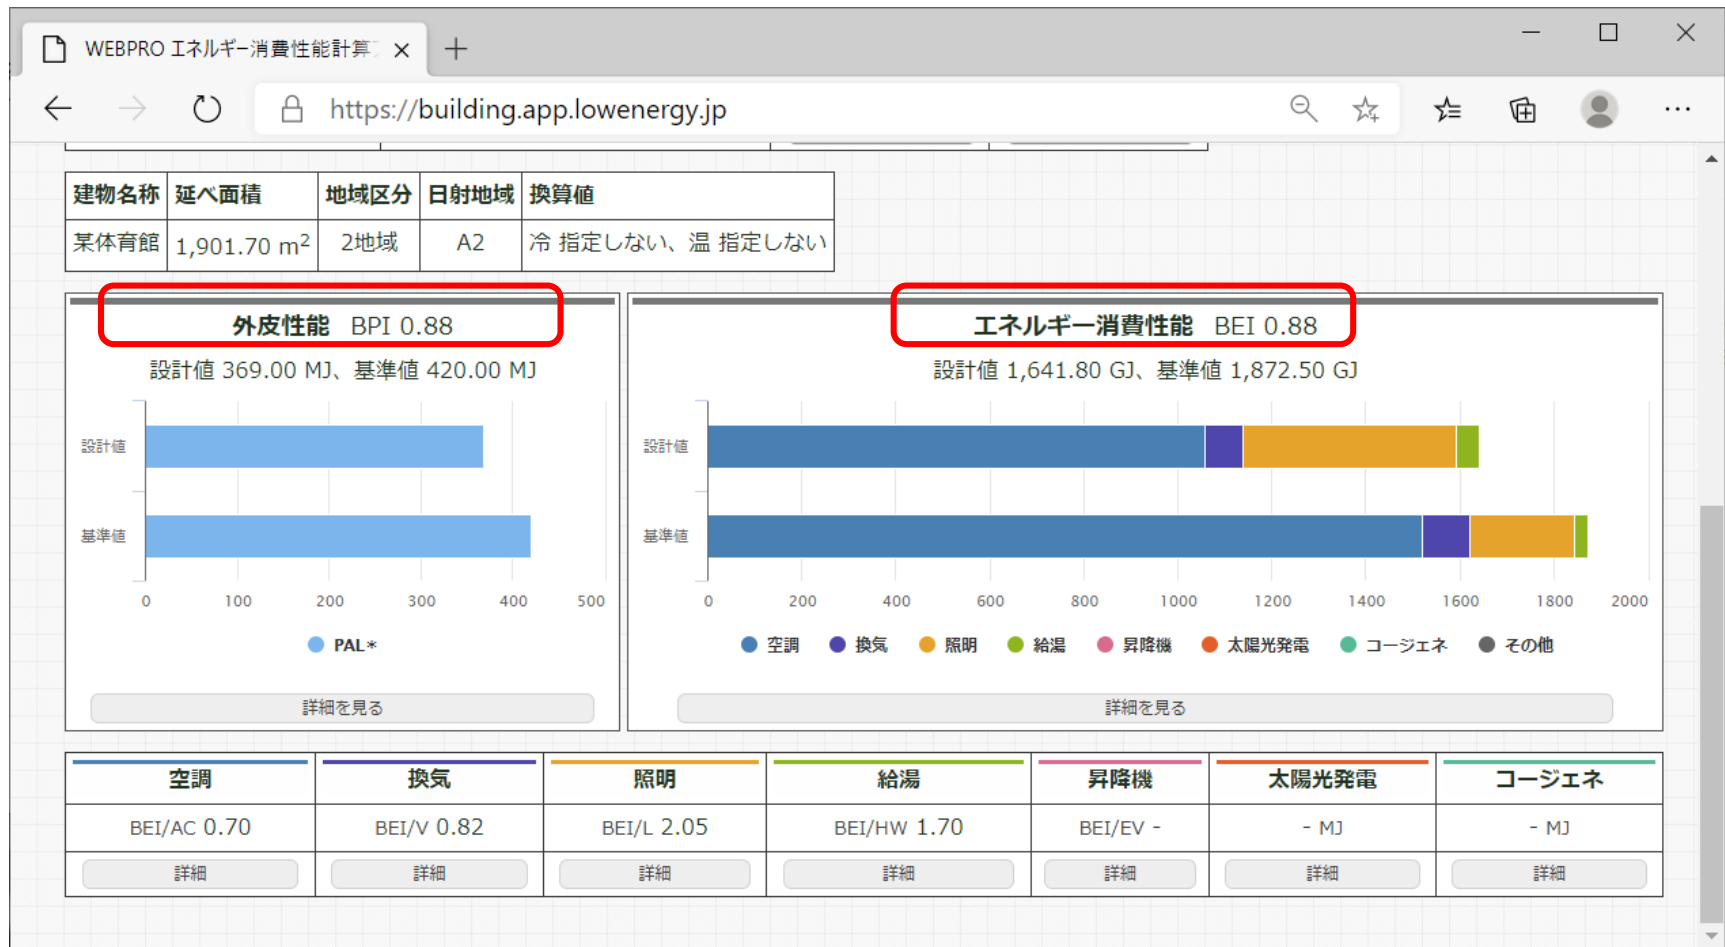 WEBPRO エネルギー消費性能計算
https://building.app.lowenergy.jp
建物名称 延べ面積 地域区分 日射地域 換算値
某体育館 1,901.70 m² 2地域 A2 冷 指定しない、温 指定しない
外皮性能 BPI 0.88
設計値 369.00 MJ、基準値 420.00 MJ
設計値
基準値
0 100 200 300 400 500
PAL*
詳細を見る
エネルギー消費性能 BEI 0.88
設計値 1,641.80 GJ、基準値 1,872.50 GJ
設計値
基準値
0 200 400 600 800 1000 1200 1400 1600 1800 2000
空調 換気 照明 給湯 昇降機 太陽光発電 コージェネ その他
詳細を見る
空調 換気 照明 給湯 昇降機 太陽光発電 コージェネ
BEI/AC 0.70 BEI/V 0.82 BEI/L 2.05 BEI/HW 1.70 BEI/EV - - MJ - MJ
詳細 詳細 詳細 詳細 詳細 詳細 詳細